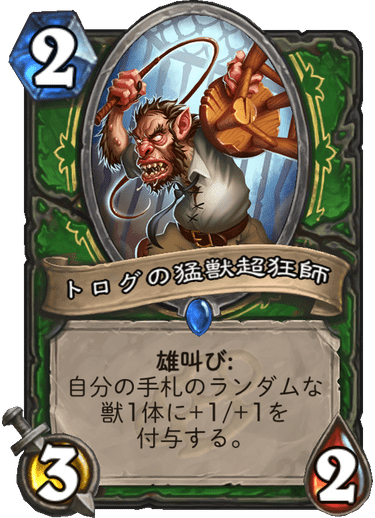 2
トログの猛獣超狂師
雄叫び:
自分の手札のランダムな
獣1体に+1/+1を
付与する。
3
2